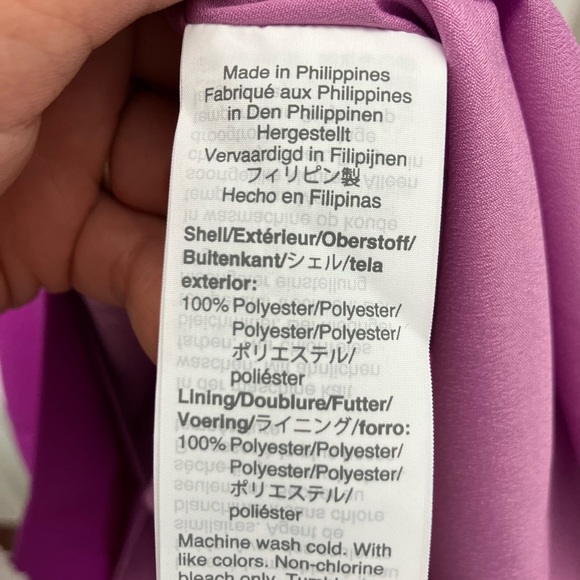 Made in Philippines
Fabriqué aux Philippines
in Den Philippinen
Hergestellt
Vervaardigd in Filipijnen
フィリピン製
Hecho en Filipinas
Shell/Extérieur/Oberstoff/
Buitenkant/シェル/tela
exterior:
100% Polyester/Polyester/
Polyester/Polyester/
ポリエステル/
poliéster
Lining/Doublure/Futter/
Voering/ライニング/forro:
100% Polyester/Polyester/
Polyester/Polyester/
ポリエステル/
poliéster
Machine wash cold. With
like colors. Non-chlorine
bleach only.